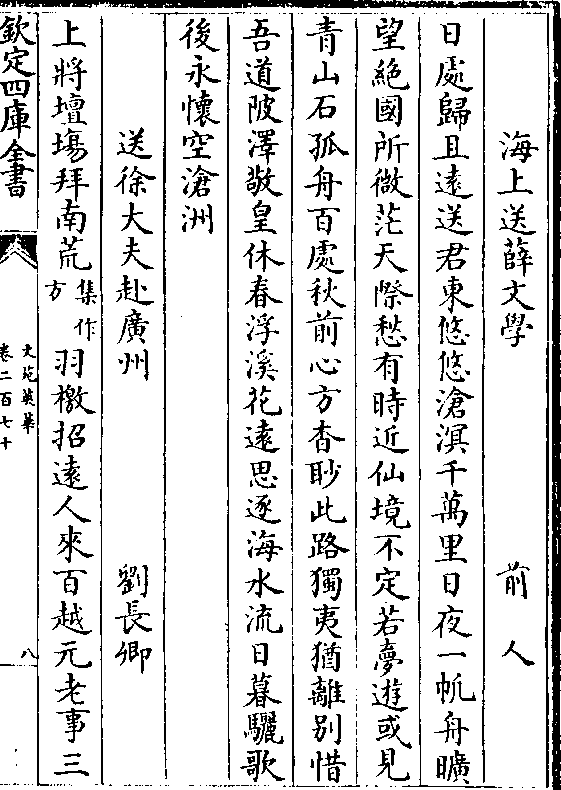 海上送薛文學　前人
日處歸且逺送君東悠悠滄溟千萬里日夜一帆舟曠
望絶國所微茫天際愁有時近仙境不定若夢遊或見
青山石孤舟百處秋前心方杳眇此路獨夷猶離別惜
吾道陂澤敬皇休春浮溪花逺思逐海水流日暮驪歌
後永懷空滄洲
送徐大夫赴廣州　劉長卿
上將壇塲拜南荒集作方羽檄招逺人來百越元老事三
欽定四庫全書
文苑英華
卷二百七十
八